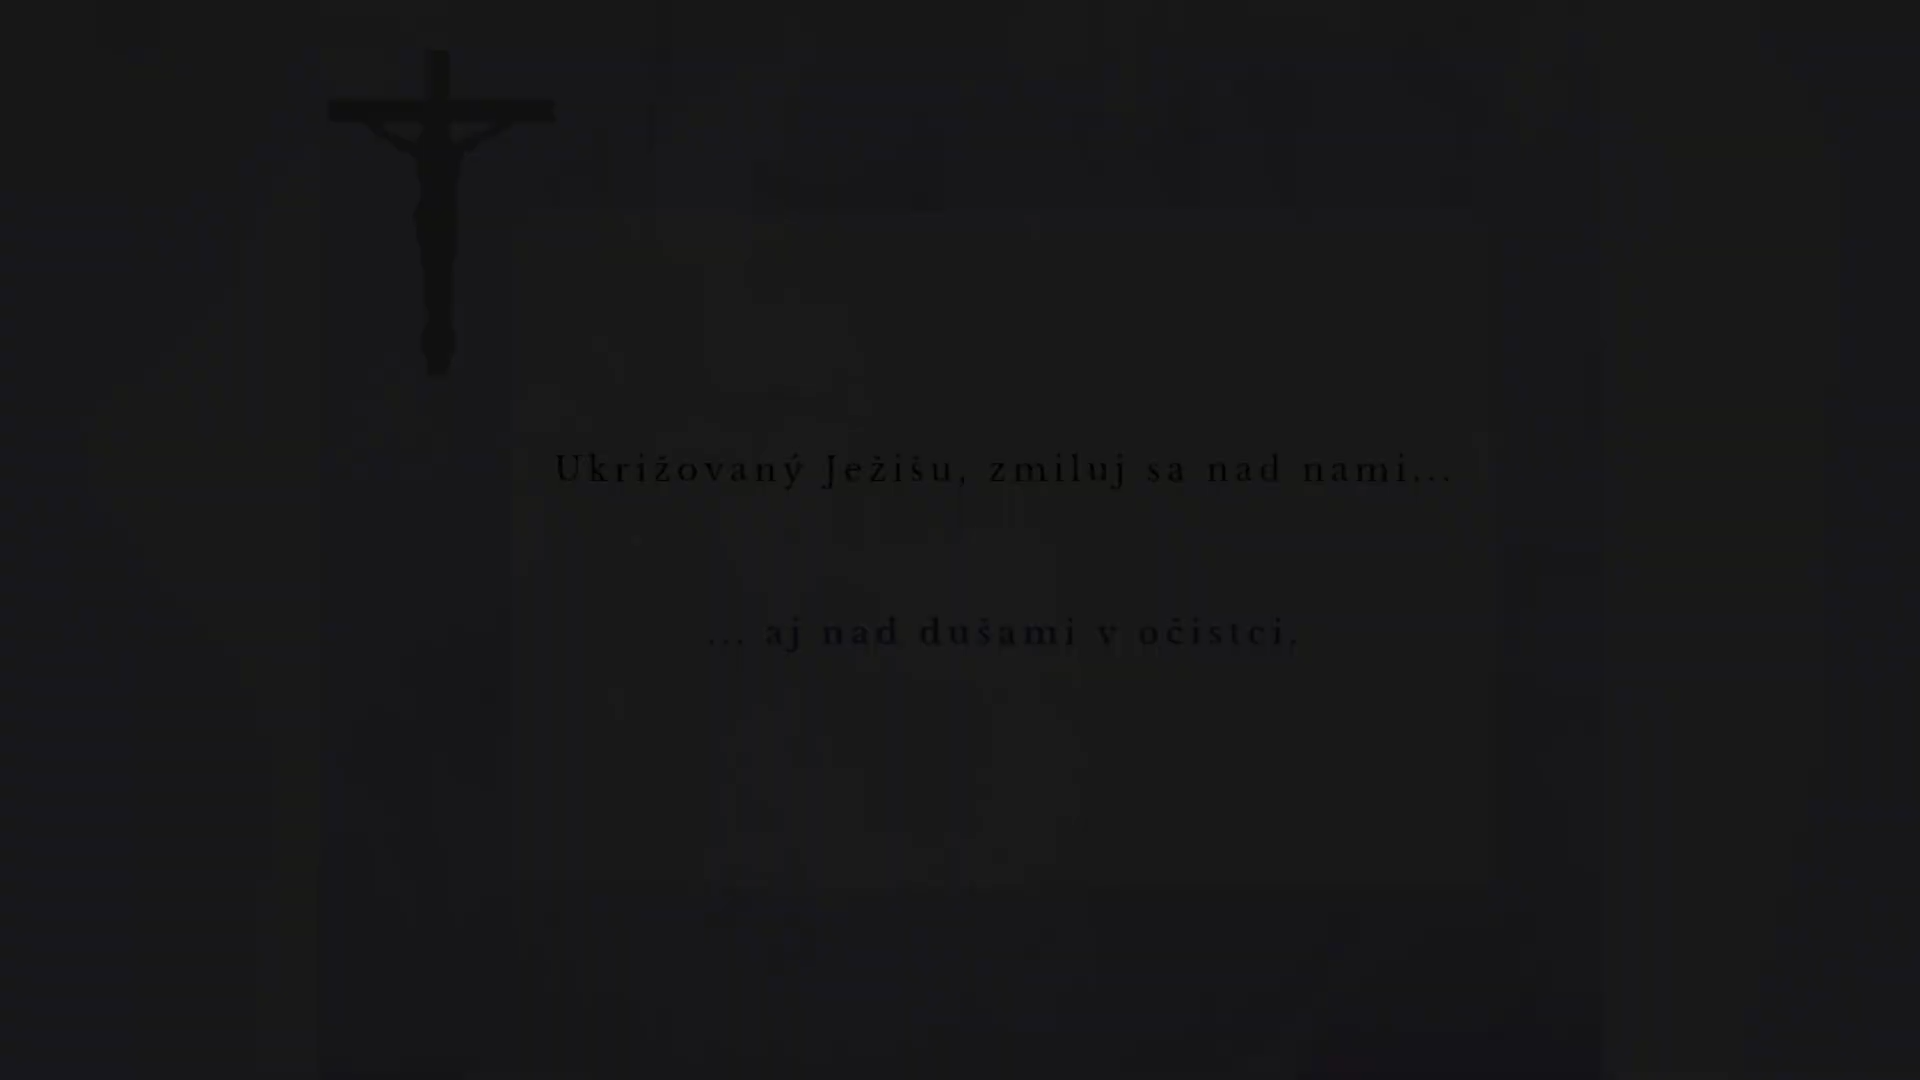 Ukrižovaný Ježišu, zmiluj sa nad nami...
... aj nad dušami v očistci.